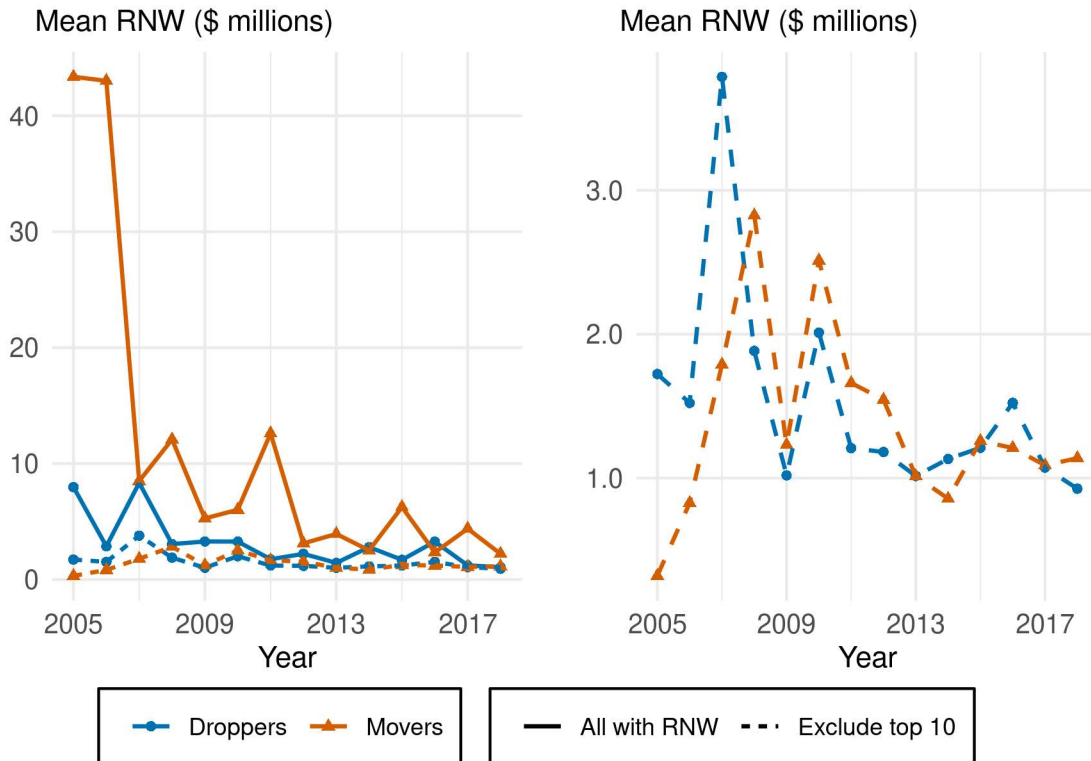 Mean RNW ($ millions)
40
30
20
10
0
2005 2009 2013 2017
Year
Mean RNW ($ millions)
3.0
2.0
1.0
2005 2009 2013 2017
Year
Droppers Movers
All with RNW Exclude top 10